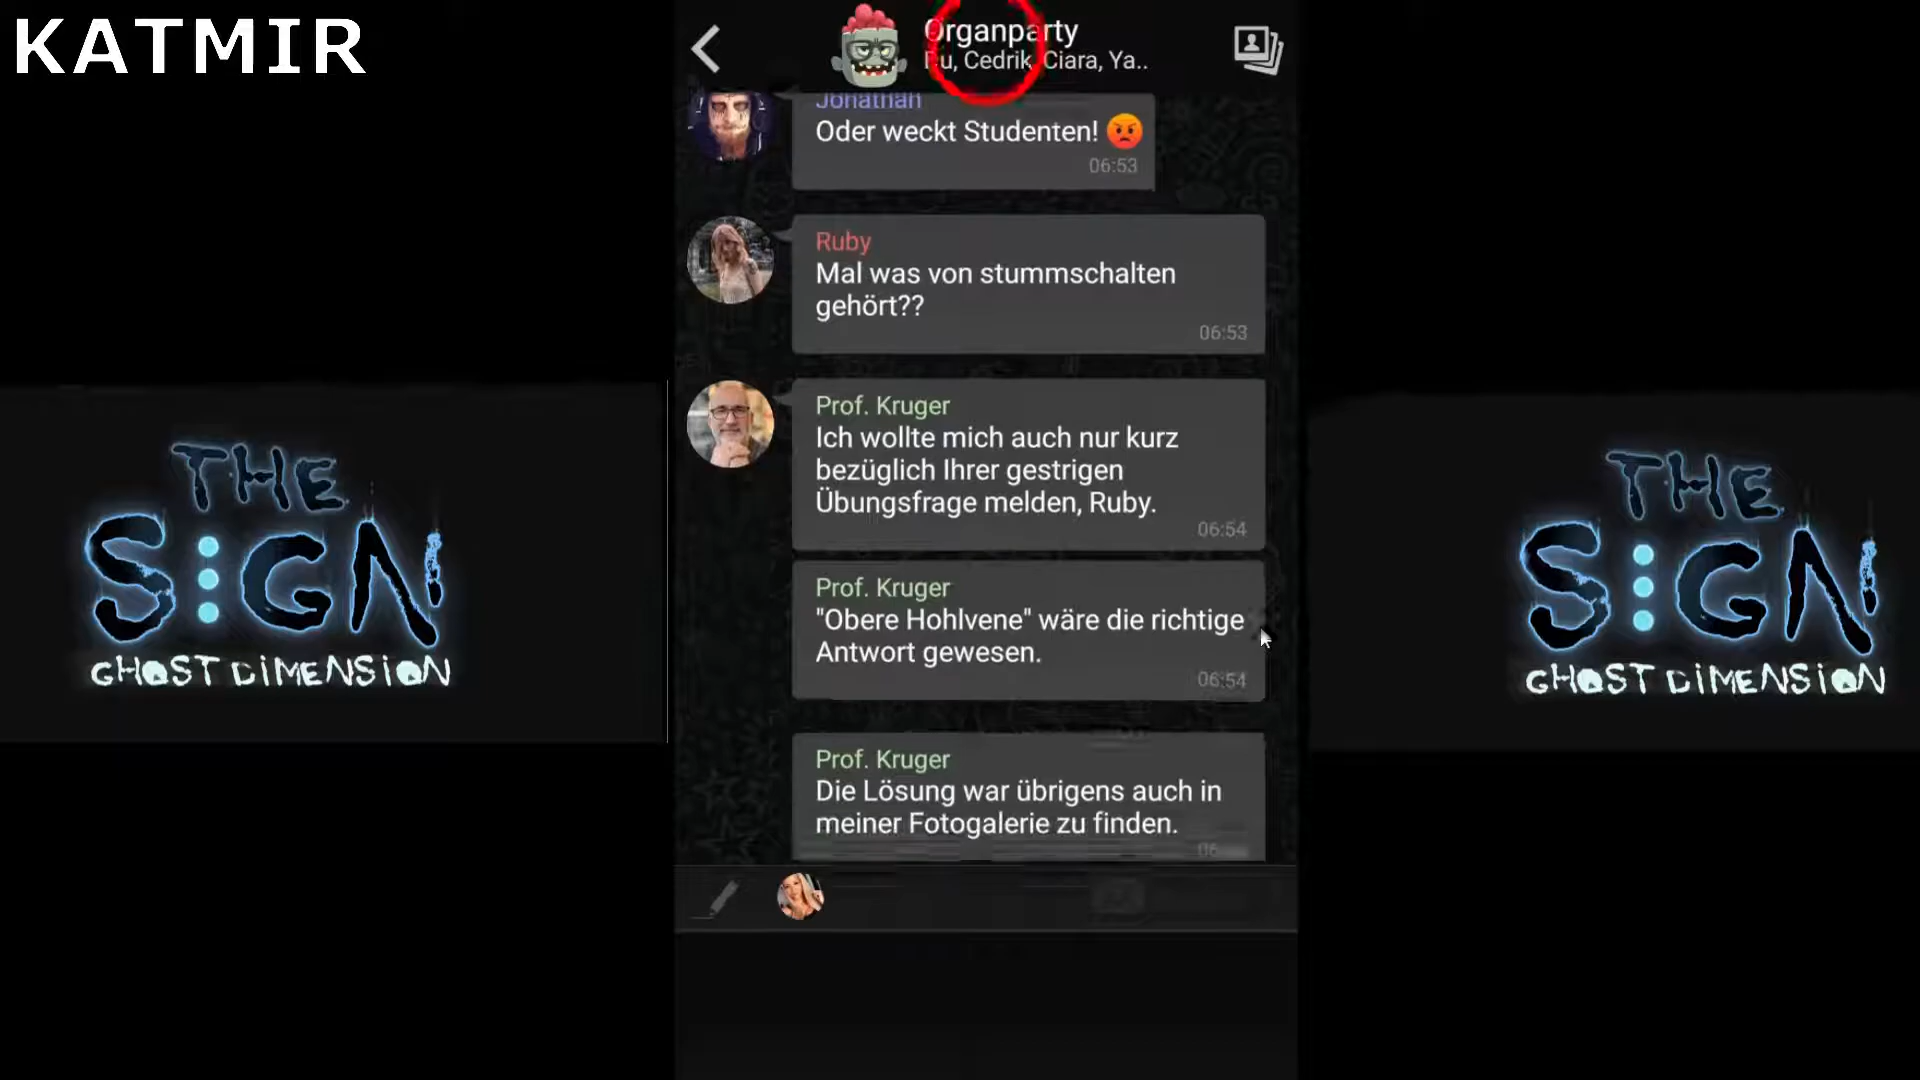 KATMIR
Organparty
Du, Cedrik, Ciara, Ya..
Jonathan
Oder weckt Studenten! 😡
06:53
Ruby
Mal was von stummschalten
gehört??
06:53
Prof. Kruger
Ich wollte mich auch nur kurz
bezüglich Ihrer gestrigen
Übungsfrage melden, Ruby.
06:54
Prof. Kruger
"Obere Hohlvene" wäre die richtige
Antwort gewesen.
06:54
Prof. Kruger
Die Lösung war übrigens auch in
meiner Fotogalerie zu finden.
THE
SIGN
GHOST DiMENSiON
THE
SIGN
GHOST DiMENSiON